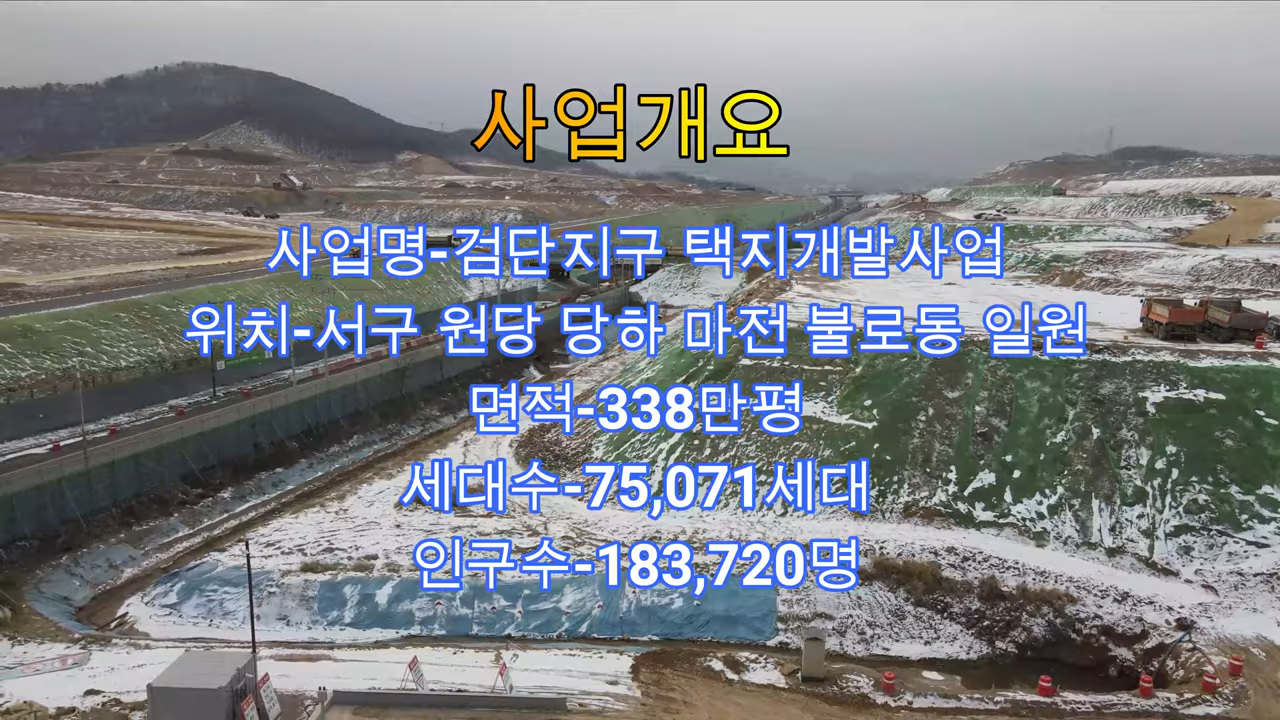 사업개요
사업명-검단지구 택지개발사업
위치-서구 원당 당하 마전 불로동 일원
면적-338만평
세대수-75,071세대
인구수-183,720명